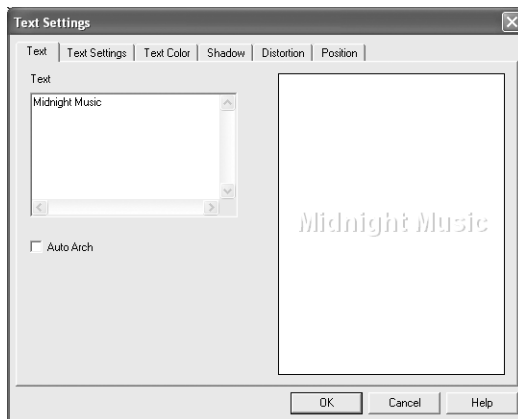 Text Settings
Text Text Settings Text Color Shadow Distortion Position
Text
Midnight Music
Midnight Music
Auto Arch
OK Cancel Help